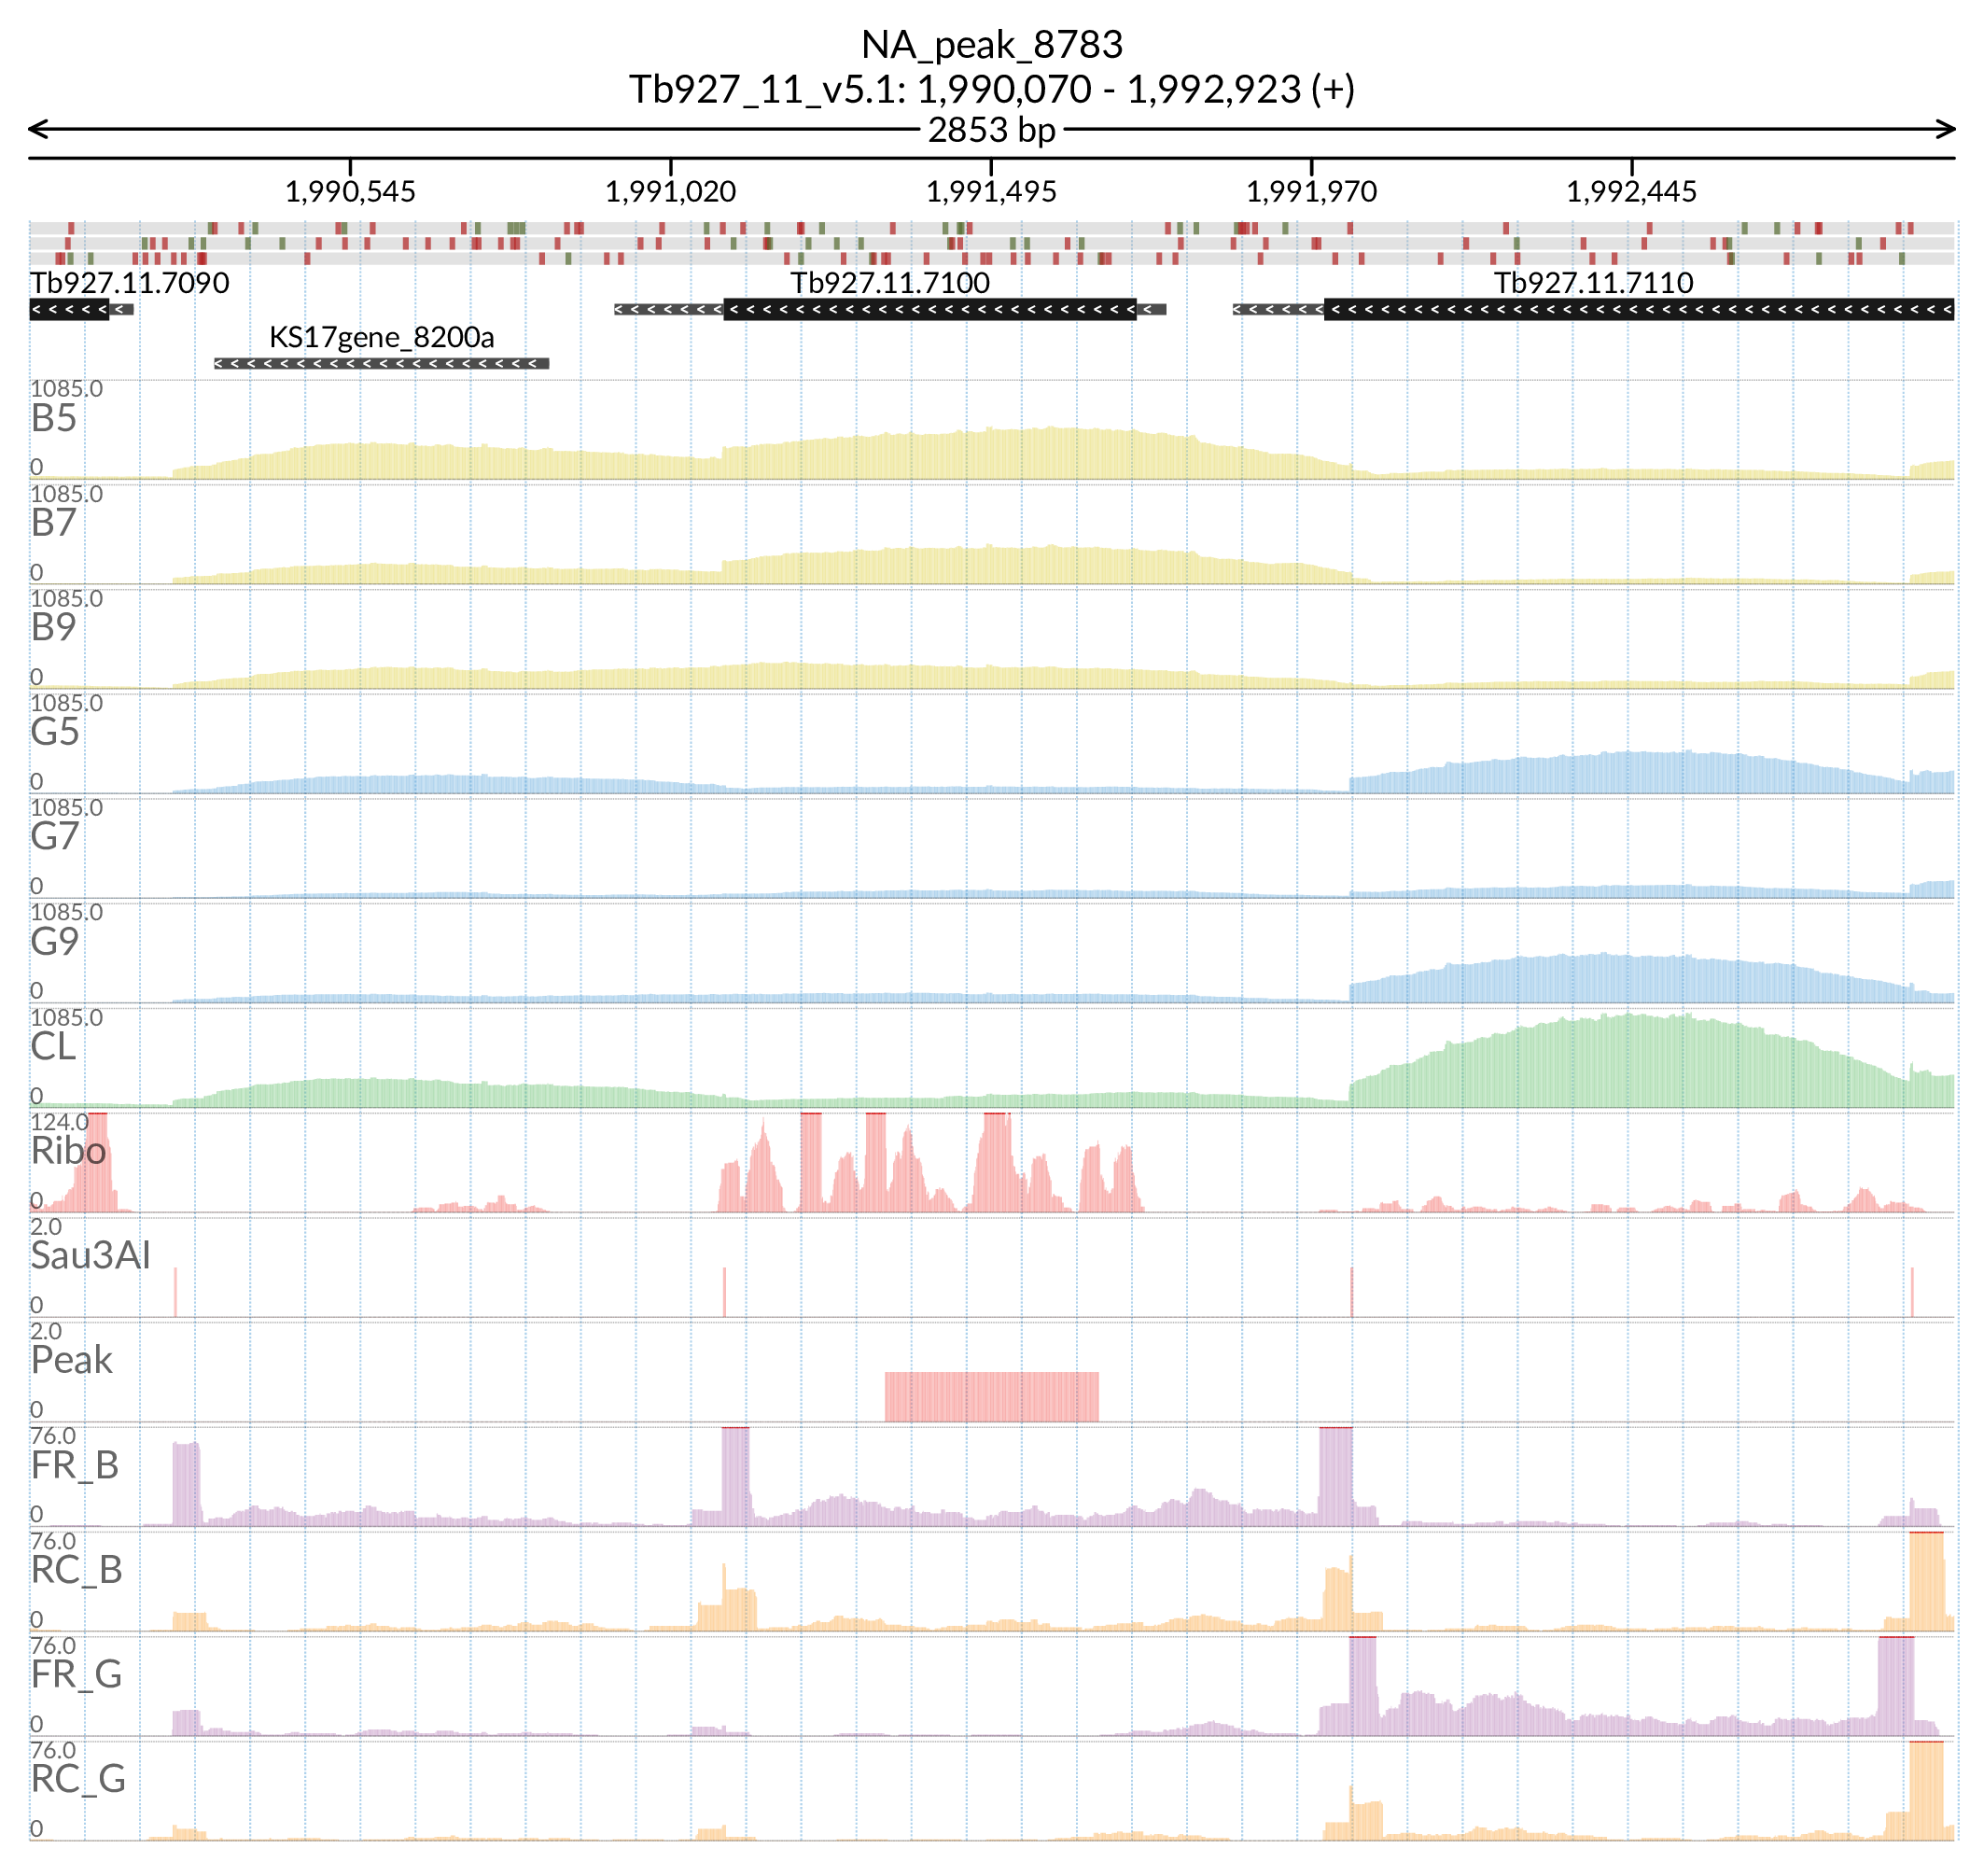 NA_peak_8783
Tb927_11_v5.1: 1,990,070 - 1,992,923 (+)
2853 bp
1,990,545 1,991,020 1,991,495 1,991,970 1,992,445
Tb927.11.7090 Tb927.11.7100 Tb927.11.7110
KS17gene_8200a
1085.0
B5
0
1085.0
B7
0
1085.0
B9
0
1085.0
G5
0
1085.0
G7
0
1085.0
G9
0
1085.0
CL
0
124.0
Ribo
0
2.0
Sau3AI
0
2.0
Peak
0
76.0
FR_B
0
76.0
RC_B
0
76.0
FR_G
0
76.0
RC_G
0